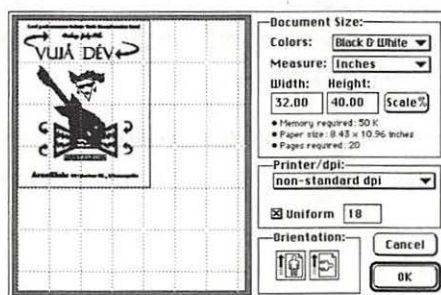 VUJÁ DÉV
Document Size:
Colors: Black & White
Measure: Inches
Width: Height:
32.00 40.00 Scale%
• Memory required: 50 K
• Paper size: 8.43 x 10.96 inches
• Pages required: 20
Printer/dpi:
non-standard dpi
Uniform 18
Orientation:
Cancel
OK